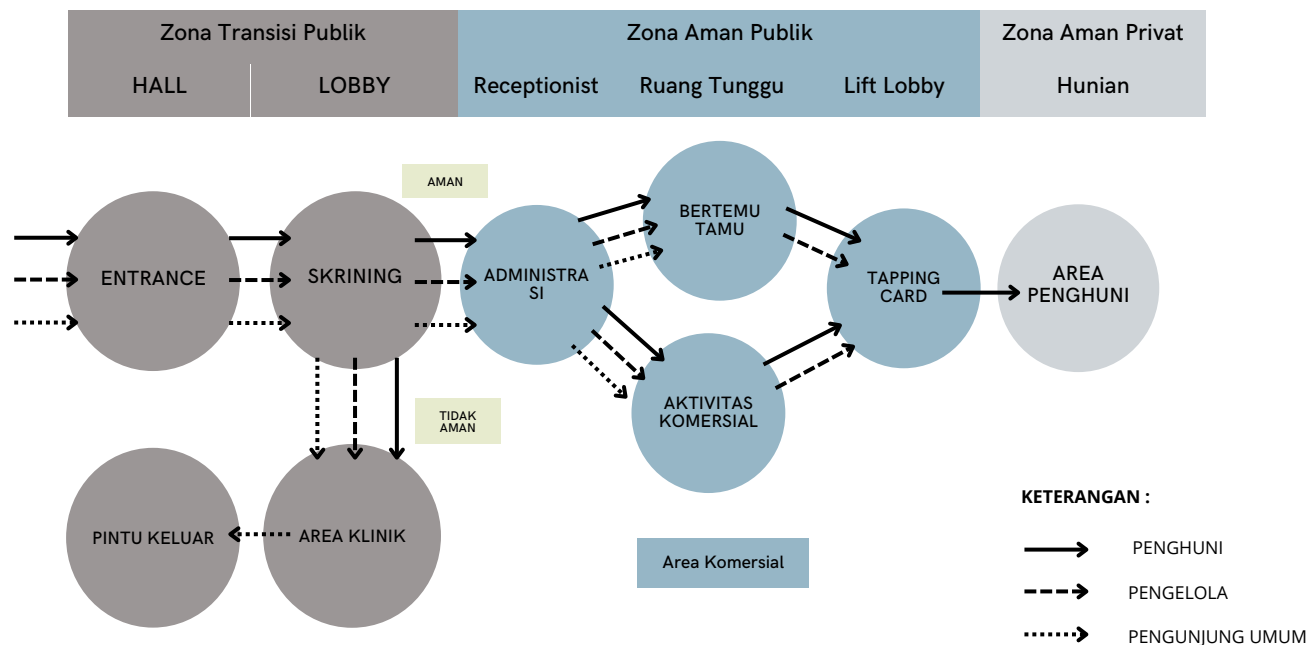 Zona Transisi Publik
Zona Aman Publik
Zona Aman Privat
HALL
LOBBY
Receptionist
Ruang Tunggu
Lift Lobby
Hunian
AMAN
ENTRANCE
SKRINING
ADMINISTRA
SI
BERTEMU
TAMU
TAPPING
CARD
AREA
PENGHUNI
TIDAK
AMAN
AKTIVITAS
KOMERSIAL
PINTU KELUAR
AREA KLINIK
Area Komersial
KETERANGAN :
PENGHUNI
PENGELOLA
PENGUNJUNG UMUM